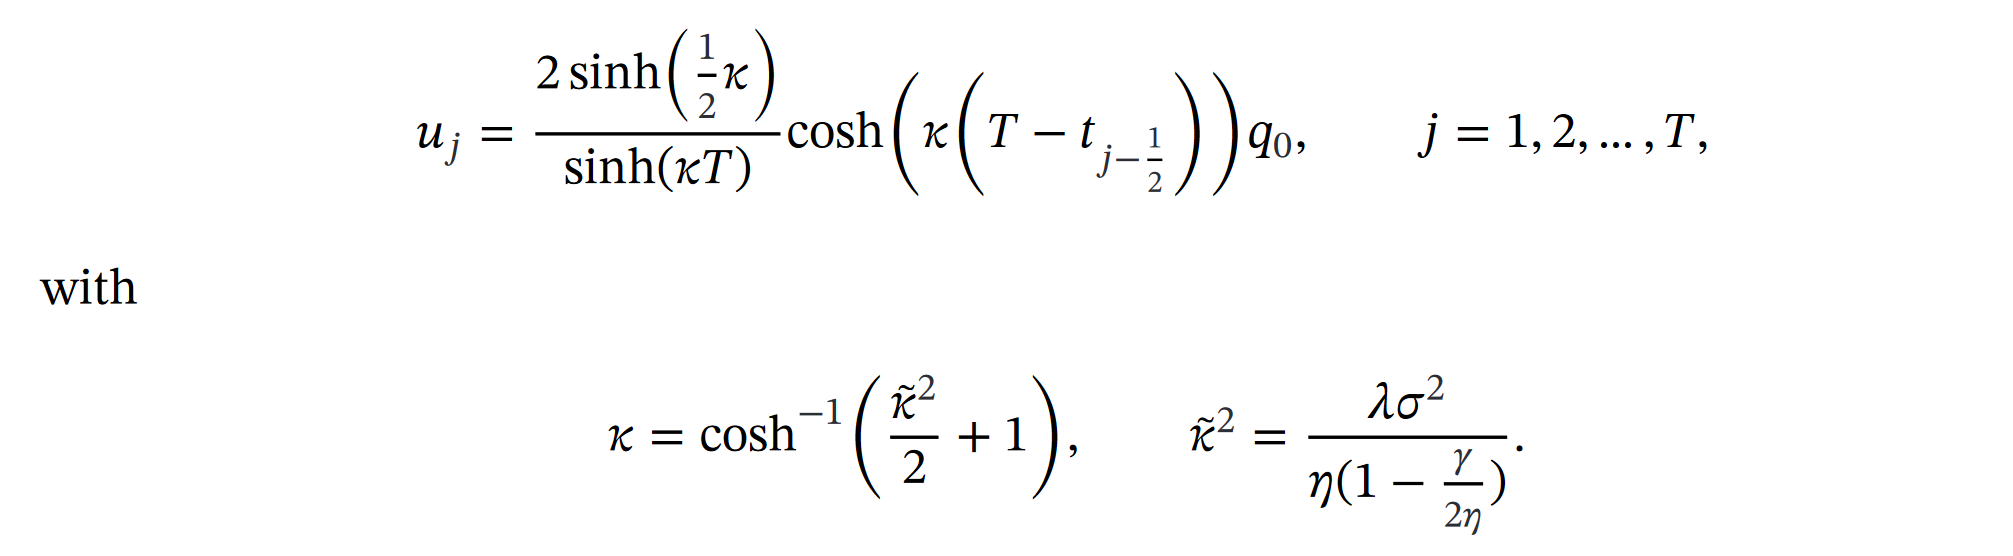 $u_j = \frac{2 \sinh\left(\frac{1}{2}\kappa\right)}{\sinh(\kappa T)} \cosh\left(\kappa\left(T - t_{j-\frac{1}{2}}\right)\right) q_0, \qquad j = 1, 2, \ldots, T,$
with
$\kappa = \cosh^{-1}\left(\frac{\tilde{\kappa}^2}{2} + 1\right), \qquad \tilde{\kappa}^2 = \frac{\lambda \sigma^2}{\eta(1 - \frac{\gamma}{2\eta})}.$